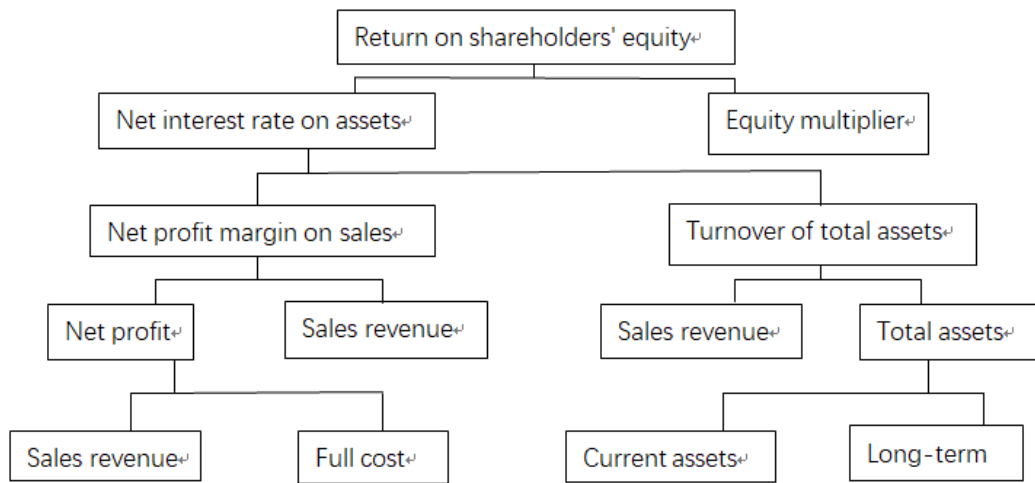 Return on shareholders' equity↵
Net interest rate on assets↵
Equity multiplier↵
Net profit margin on sales↵
Turnover of total assets↵
Net profit↵
Sales revenue↵
Sales revenue↵
Total assets↵
Sales revenue↵
Full cost↵
Current assets↵
Long-term